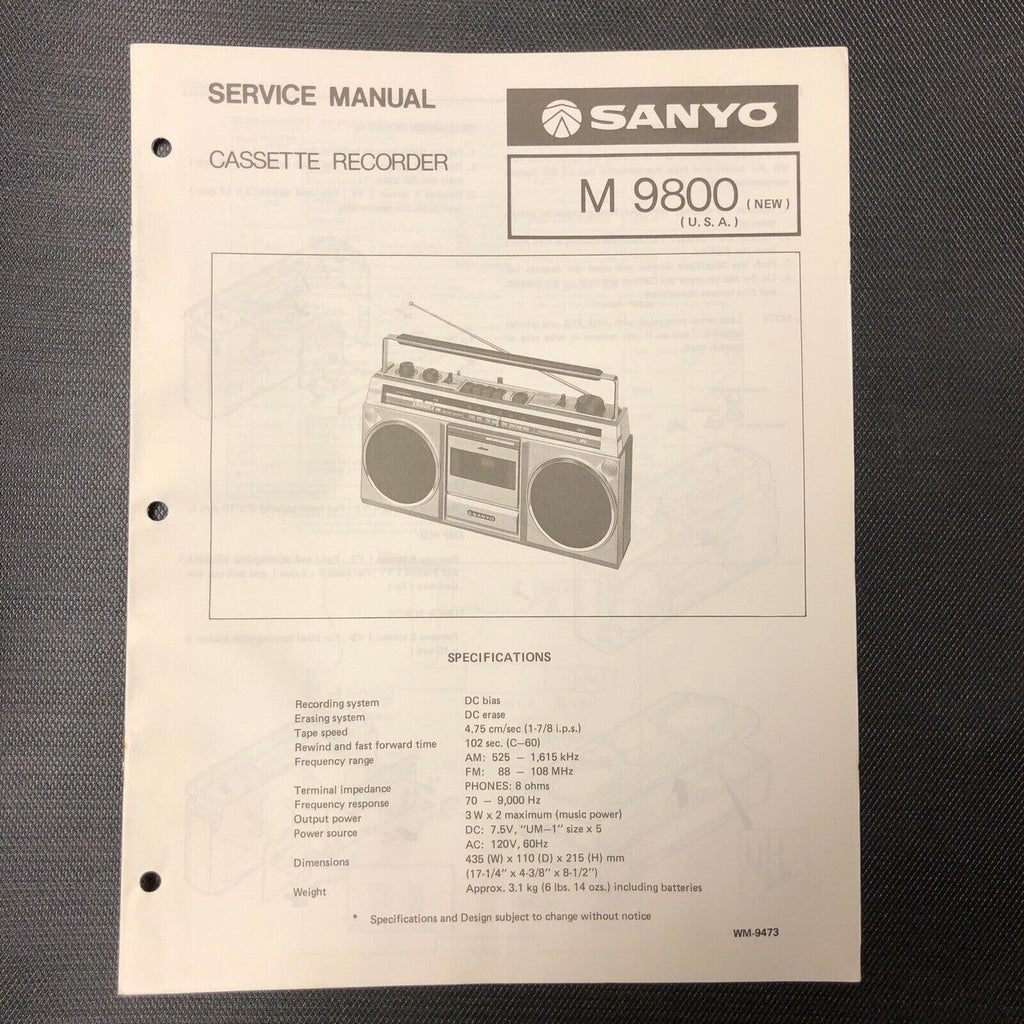 SERVICE MANUAL
SANYO
CASSETTE RECORDER
M 9800 (NEW)
(U. S. A.)
SANYO
SPECIFICATIONS
Recording system DC bias
Erasing system DC erase
Tape speed 4.75 cm/sec (1-7/8 i.p.s.)
Rewind and fast forward time 102 sec. (C—60)
Frequency range AM: 525 — 1,615 kHz
FM: 88 — 108 MHz
Terminal impedance PHONES: 8 ohms
Frequency response 70 — 9,000 Hz
Output power 3 W x 2 maximum (music power)
Power source DC: 7.5V, "UM—1" size x 5
AC: 120V, 60Hz
Dimensions 435 (W) x 110 (D) x 215 (H) mm
(17-1/4" x 4-3/8" x 8-1/2")
Weight Approx. 3.1 kg (6 lbs. 14 ozs.) including batteries
* Specifications and Design subject to change without notice
WM-9473